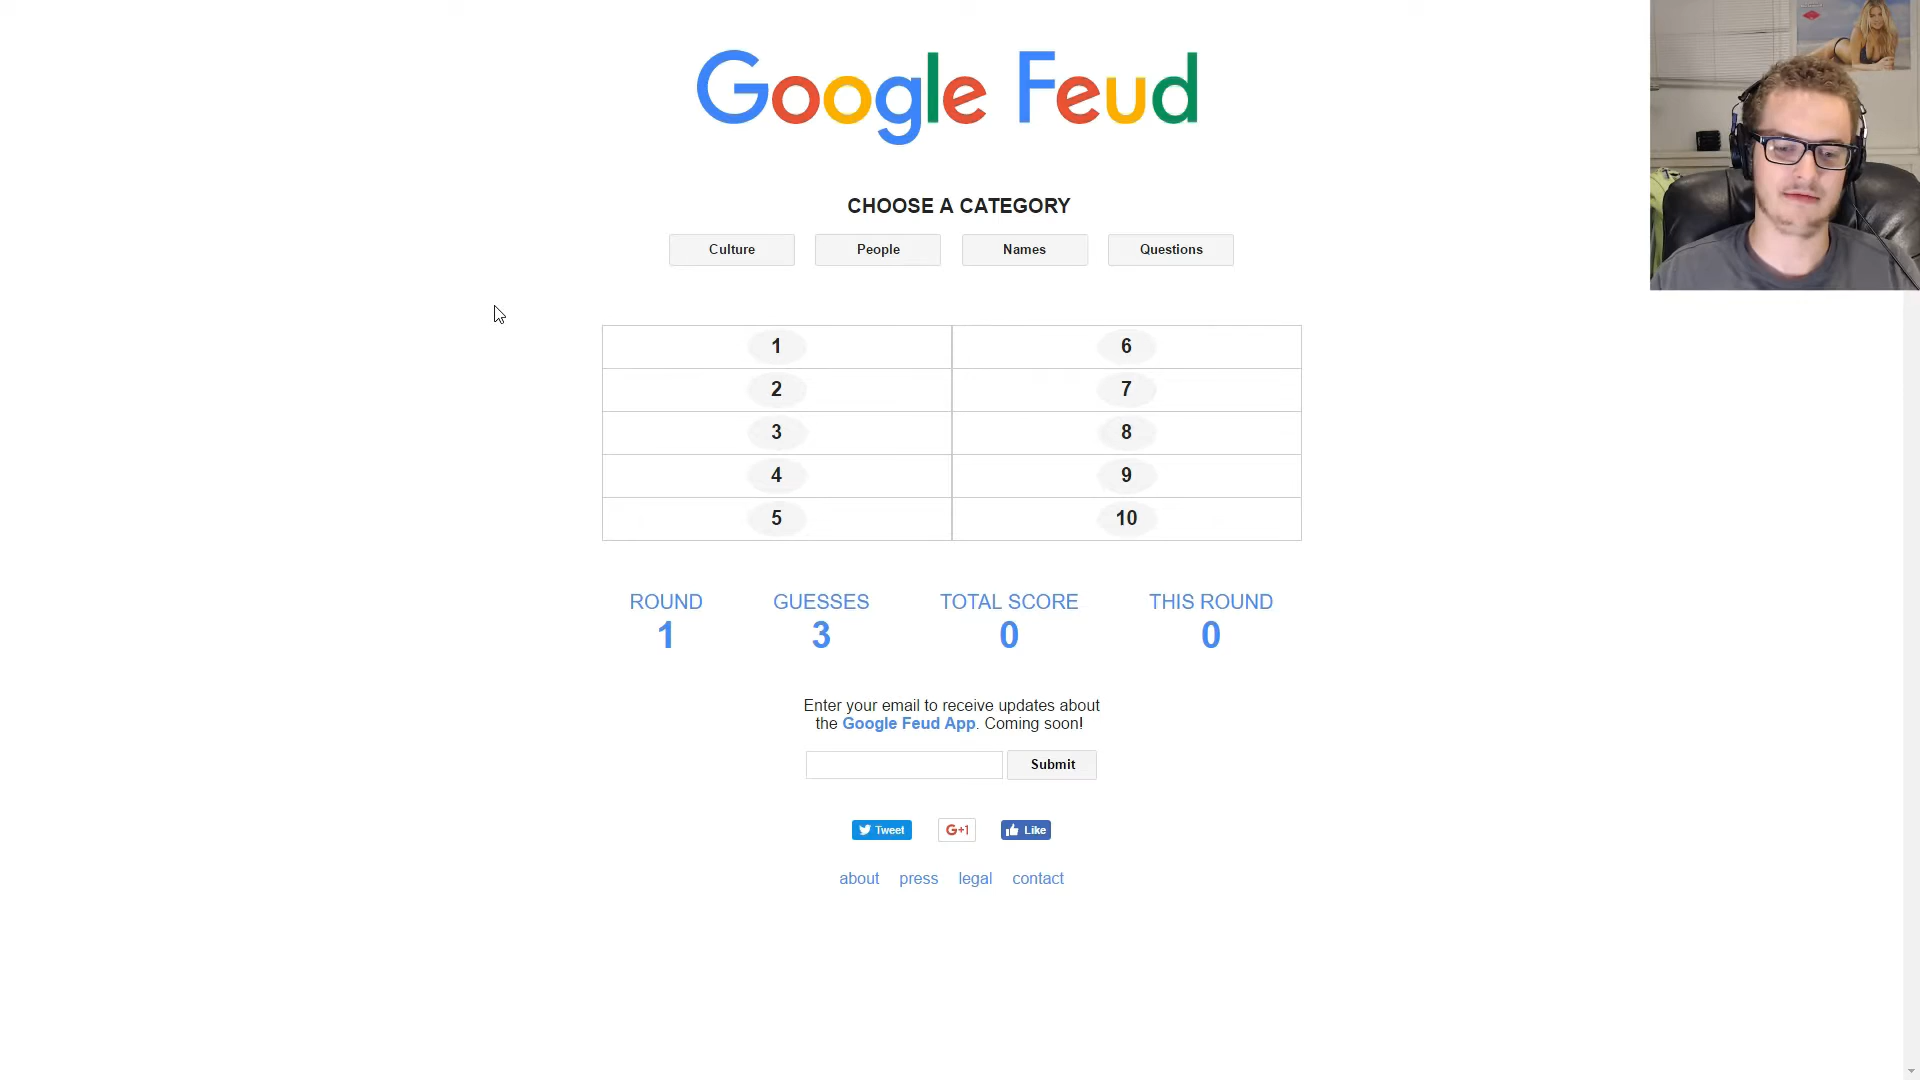 Google Feud
CHOOSE A CATEGORY
Culture People Names Questions
1 6
2 7
3 8
4 9
5 10
ROUND GUESSES TOTAL SCORE THIS ROUND
1 3 0 0
Enter your email to receive updates about
the Google Feud App. Coming soon!
Submit
Tweet G+1 Like
about press legal contact